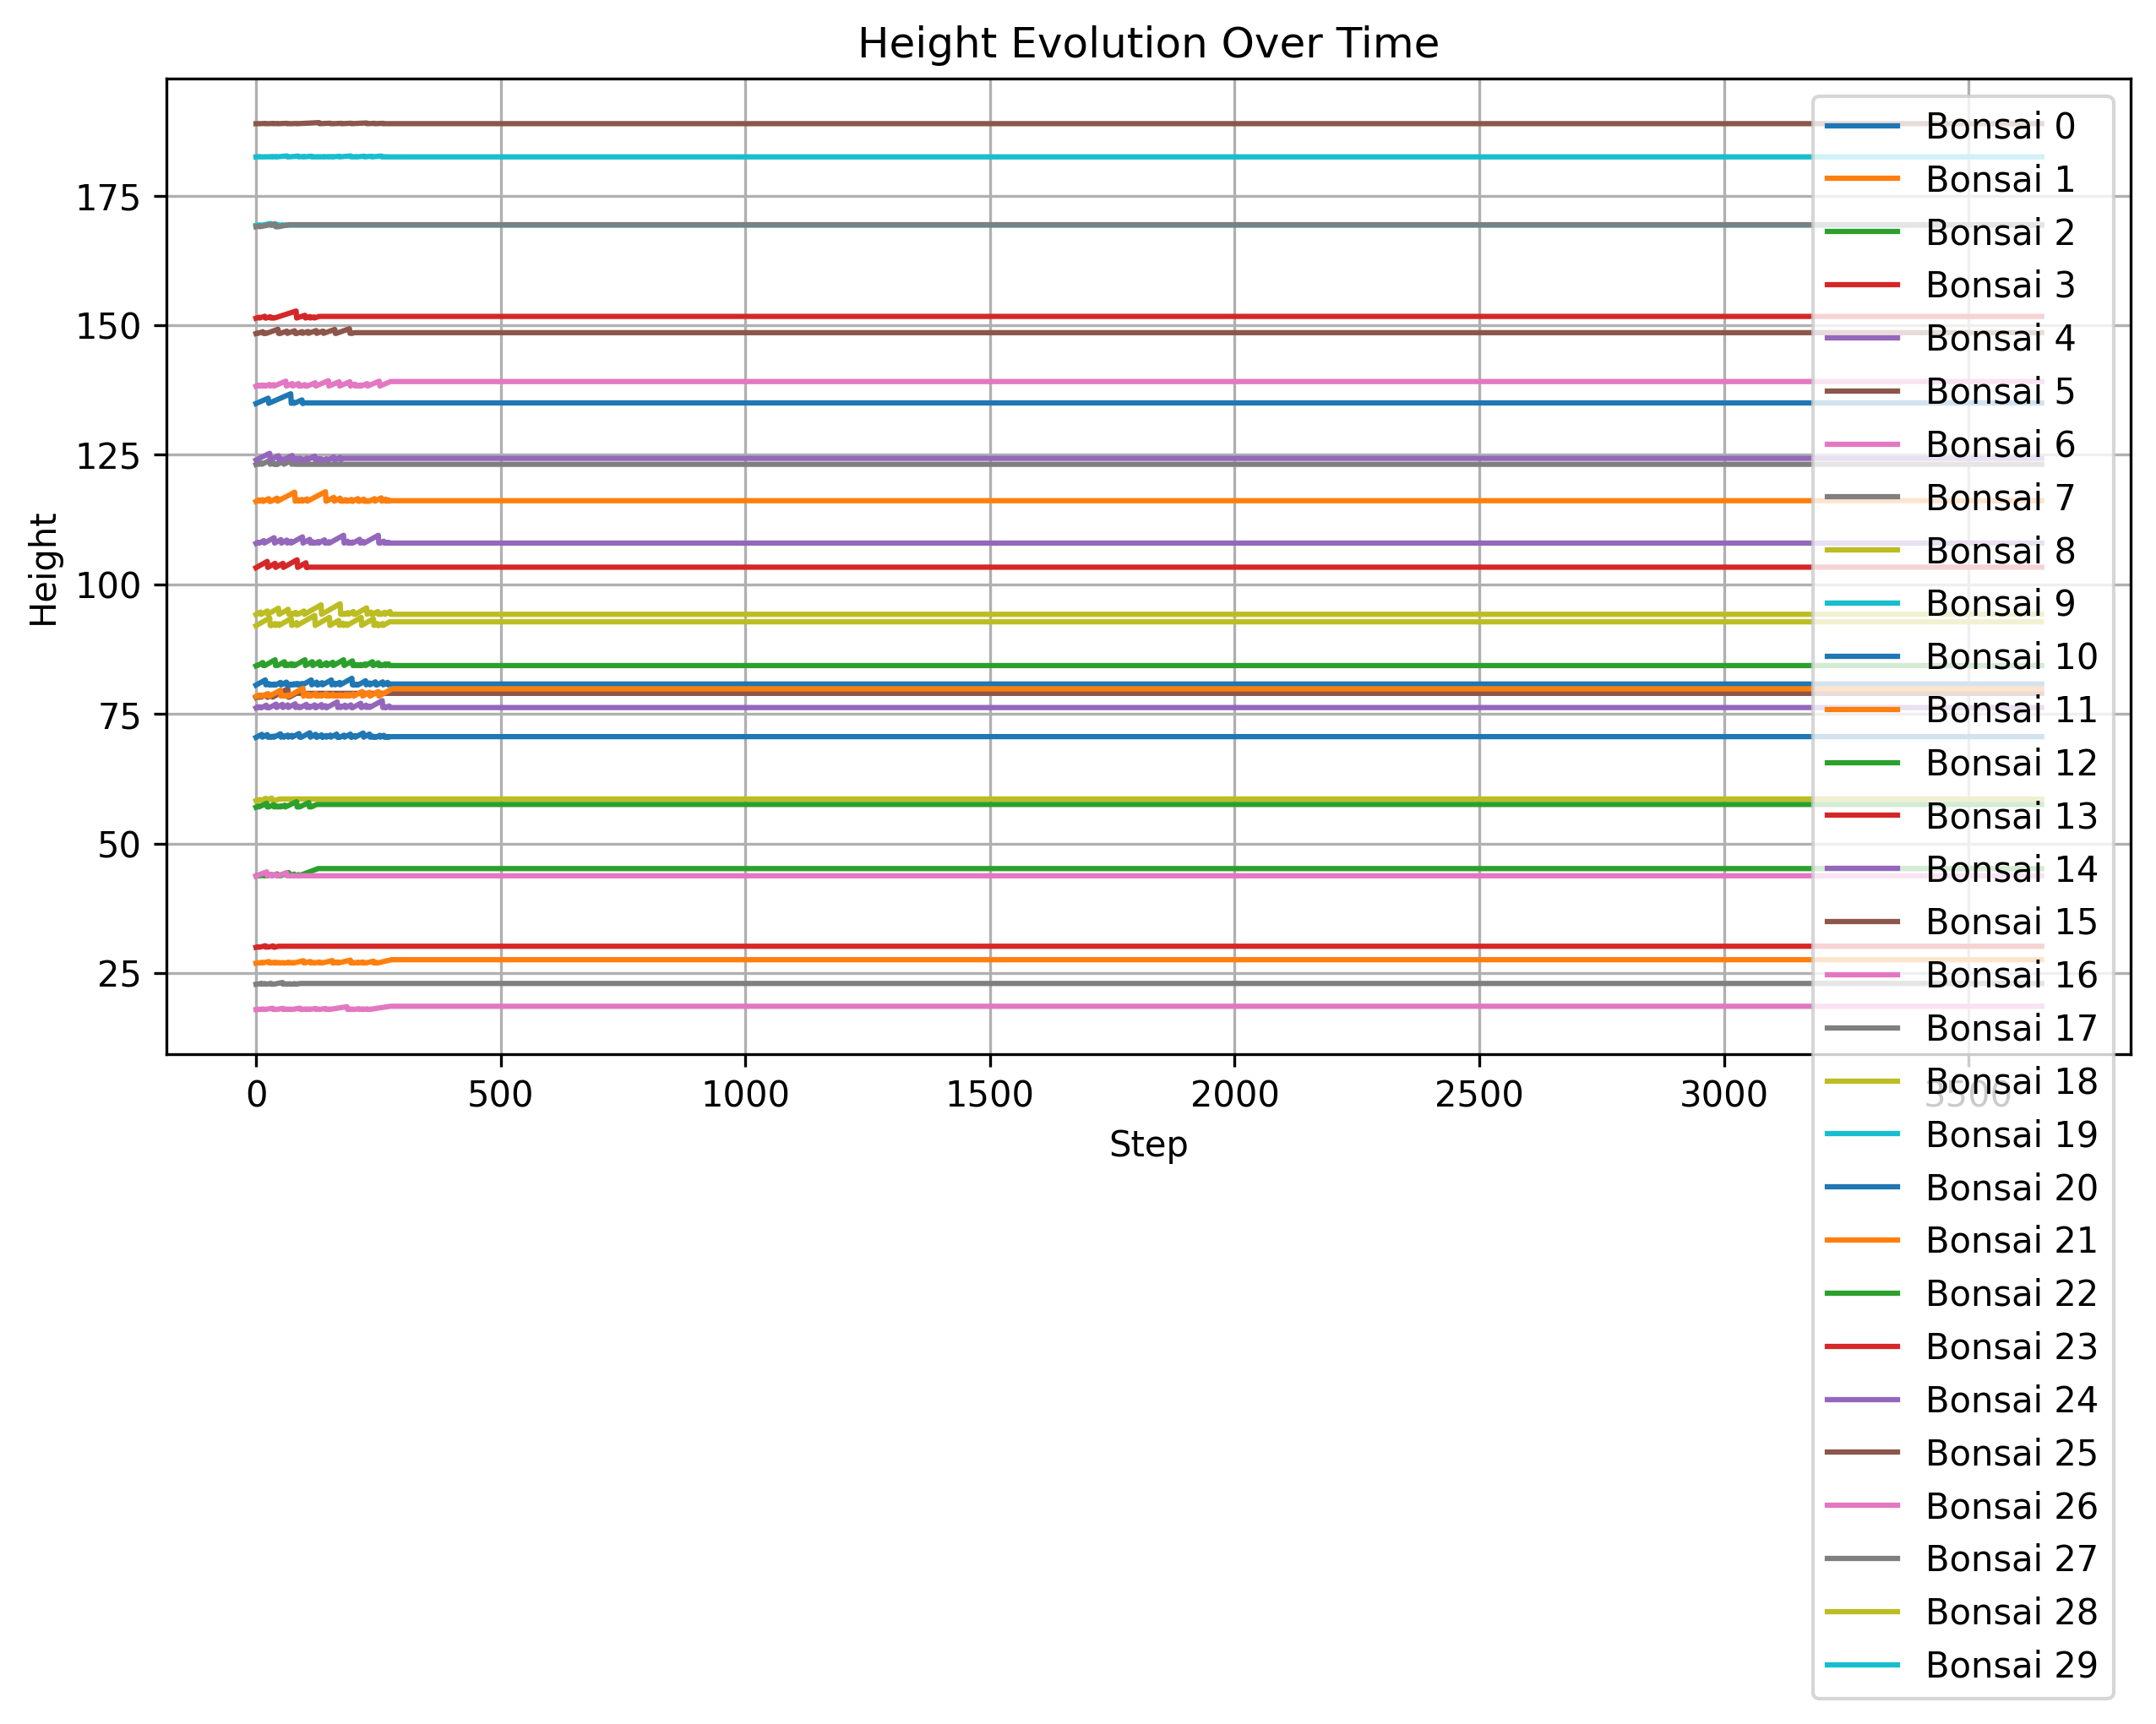 Height Evolution Over Time
Height
175
150
125
100
75
50
25
0 500 1000 1500 2000 2500 3000 3500
Step
Bonsai 0
Bonsai 1
Bonsai 2
Bonsai 3
Bonsai 4
Bonsai 5
Bonsai 6
Bonsai 7
Bonsai 8
Bonsai 9
Bonsai 10
Bonsai 11
Bonsai 12
Bonsai 13
Bonsai 14
Bonsai 15
Bonsai 16
Bonsai 17
Bonsai 18
Bonsai 19
Bonsai 20
Bonsai 21
Bonsai 22
Bonsai 23
Bonsai 24
Bonsai 25
Bonsai 26
Bonsai 27
Bonsai 28
Bonsai 29